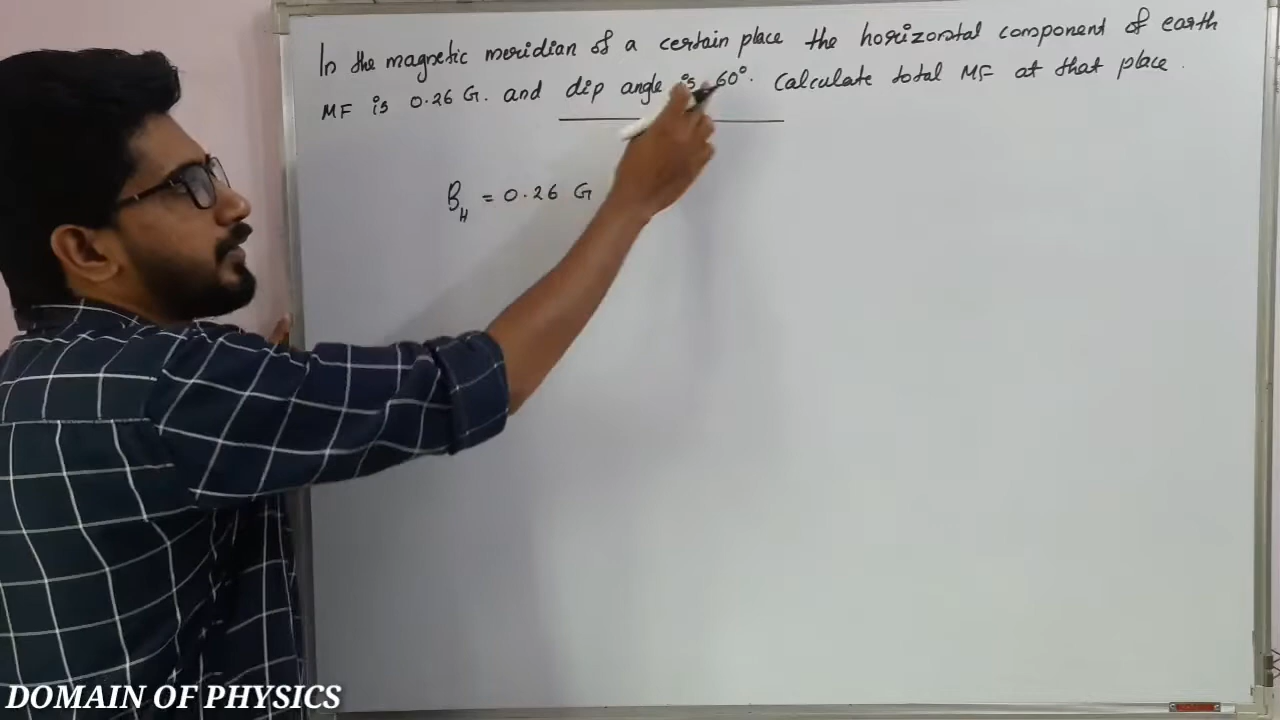 In the magnetic meridian of a certain place the horizontal component of earth
MF is 0.26 G. and dip angle is 60°. Calculate total MF at that place.
B_H = 0.26 G
DOMAIN OF PHYSICS